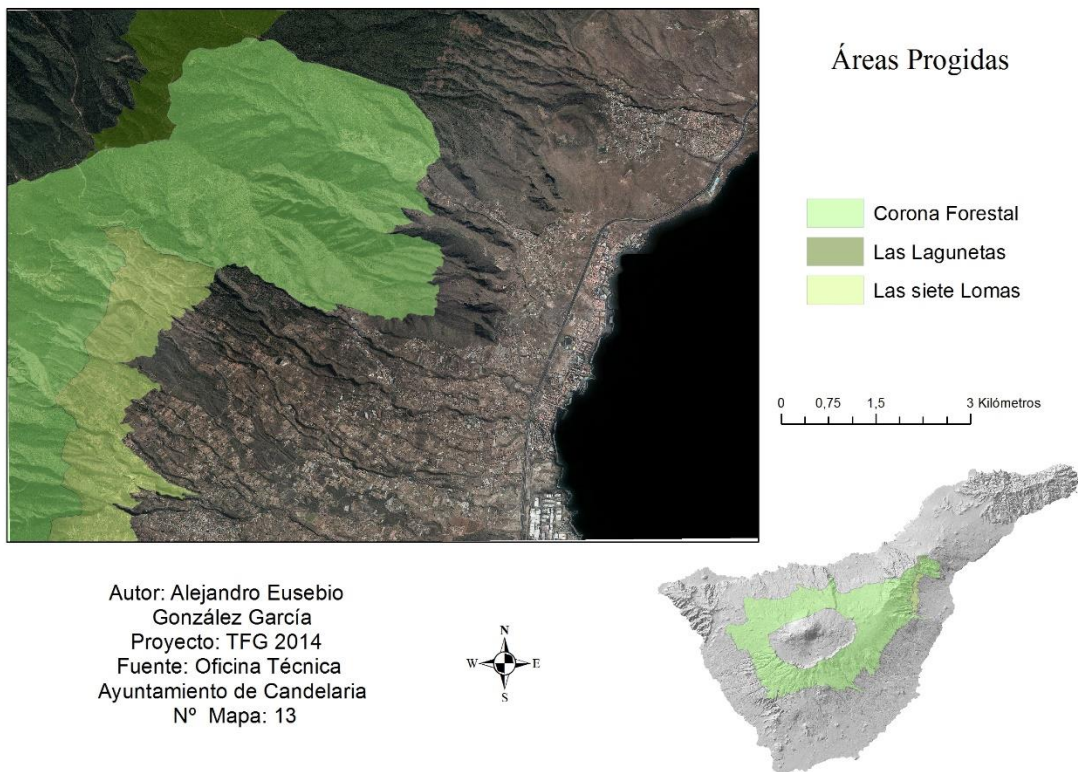 Áreas Progidas
Corona Forestal
Las Lagunetas
Las siete Lomas
0 0,75 1,5 3 Kilómetros
Autor: Alejandro Eusebio
González García
Proyecto: TFG 2014
Fuente: Oficina Técnica
Ayuntamiento de Candelaria
Nº Mapa: 13
N
W E
S